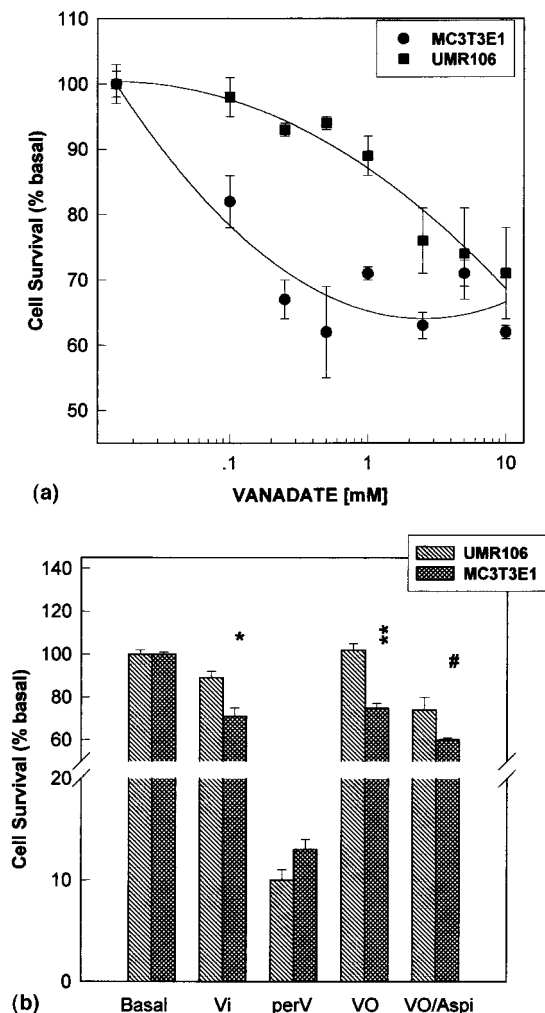 MC3T3E1
UMR106
110
100
90
80
70
60
50
Cell Survival (% basal)
.1
1
10
VANADATE [mM]
(a)
UMR106
MC3T3E1
140
120
100
80
60
20
10
0
Cell Survival (% basal)
*
*
*
#
Basal
Vi
perV
VO
VO/Aspi
(b)